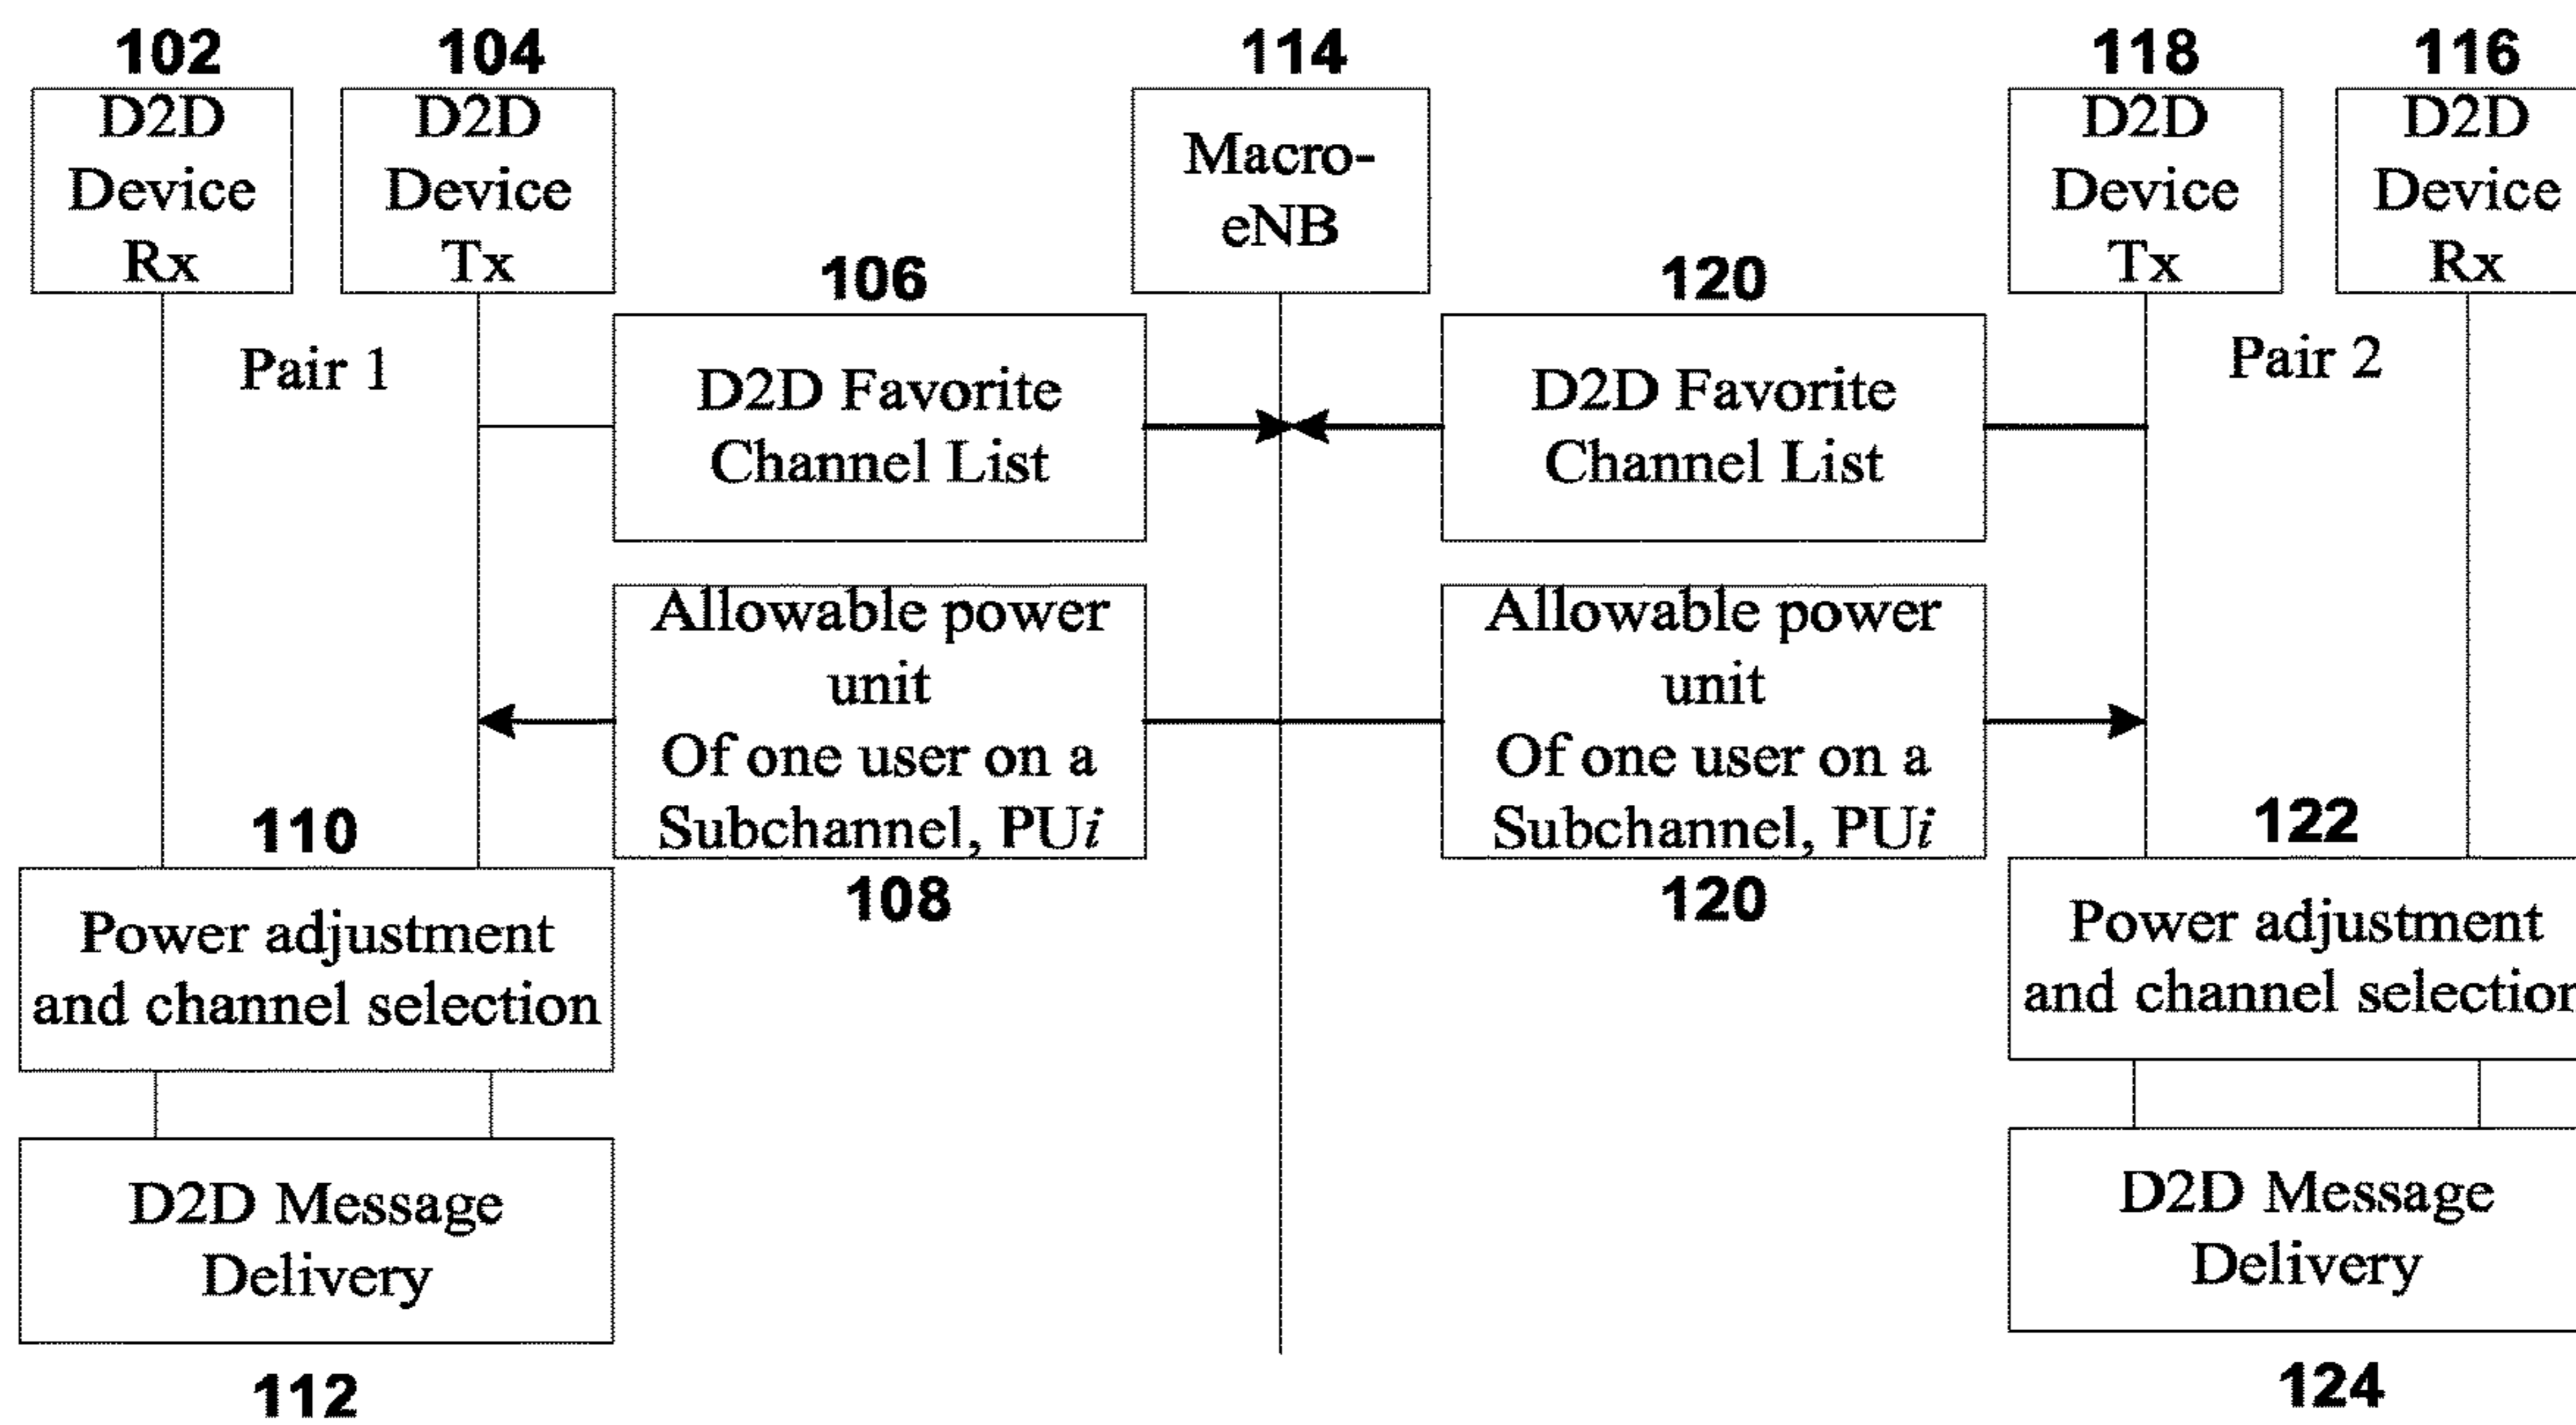 102
D2D
Device
Rx
104
D2D
Device
Tx
114
Macro-
eNB
118
D2D
Device
Tx
116
D2D
Device
Rx
Pair 1
106
D2D Favorite
Channel List
120
D2D Favorite
Channel List
Pair 2
Allowable power
unit
Of one user on a
Subchannel, PUi
108
Allowable power
unit
Of one user on a
Subchannel, PUi
120
110
Power adjustment
and channel selection
122
Power adjustment
and channel selection
D2D Message
Delivery
112
D2D Message
Delivery
124